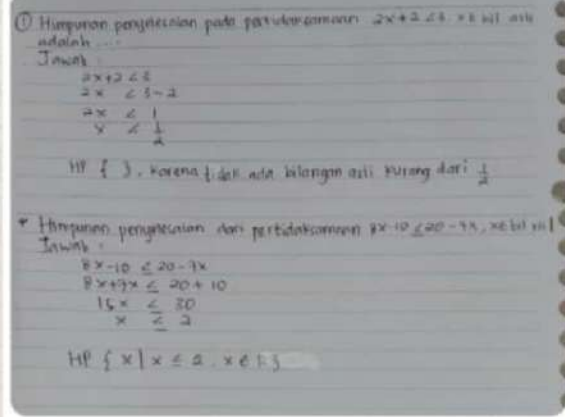 ① Himpunan penyelesaian pada pertidaksamaan 2x+2 < 3, x ∈ bil asli
adalah ....
Jawab :
2x+2 < 3
2x < 3-2
2x < 1
x < 1/2
HP { }, karena tidak ada bilangan asli kurang dari 1/2
* Himpunan penyelesaian dari pertidaksamaan 8x-10 ≤ 20 - 7x, x ∈ bil riil
Jawab :
8x-10 ≤ 20 - 7x
8x+7x ≤ 20 + 10
15x ≤ 30
x ≤ 2
HP { x | x ≤ 2, x ∈ R }